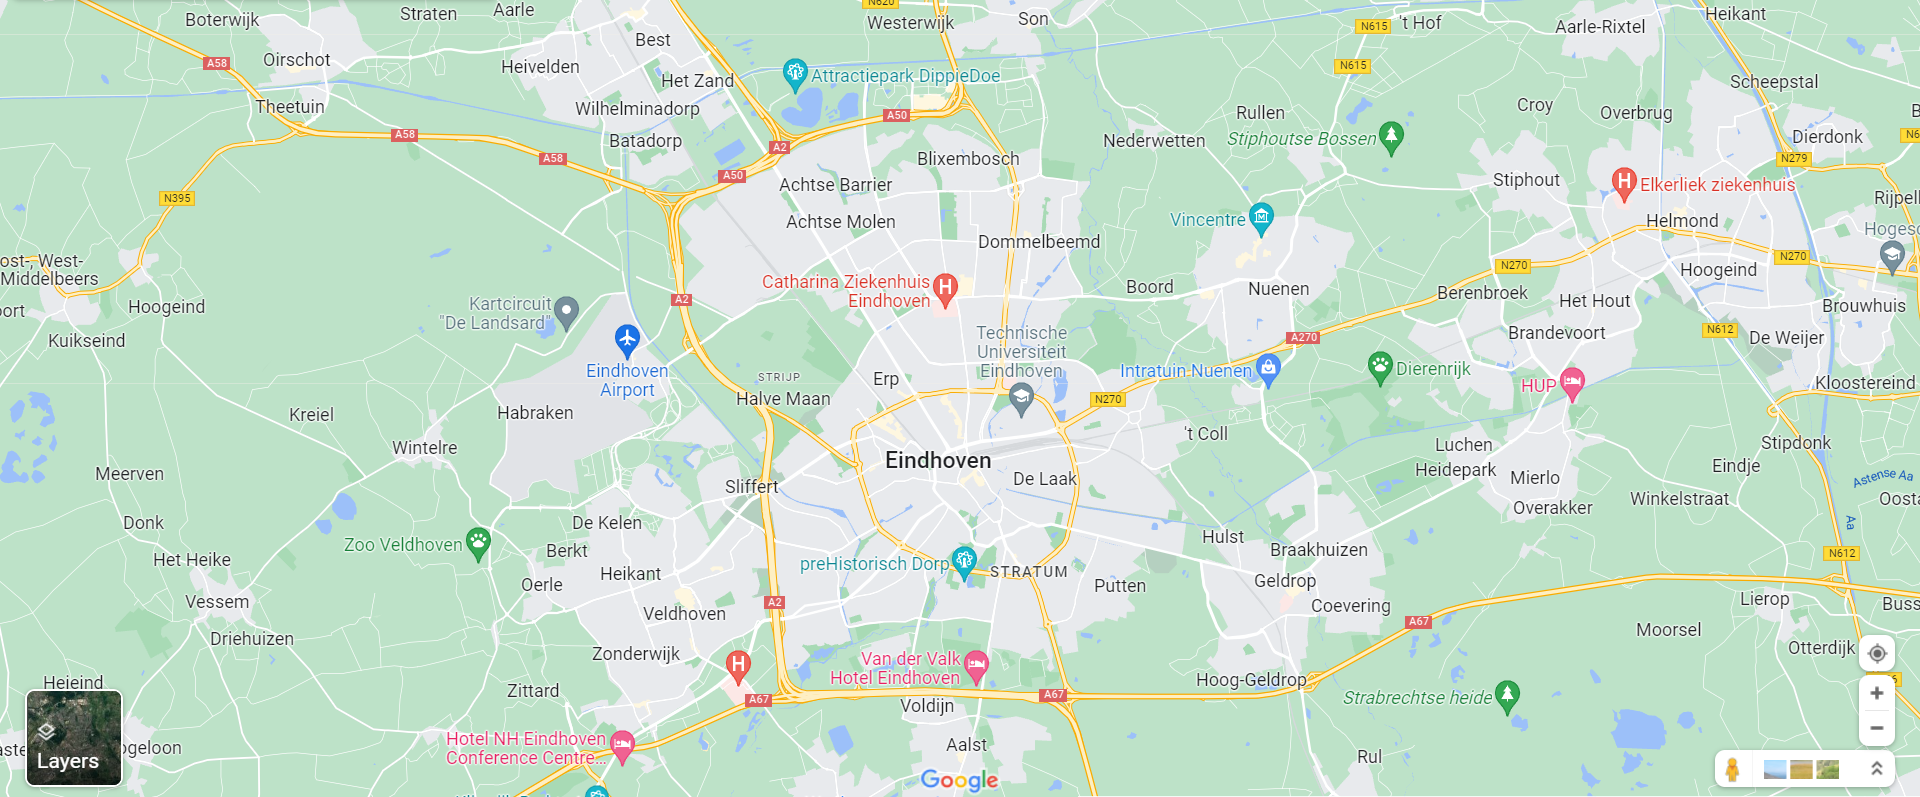 Boterwijk
Straten
Aarle
N620
Westerwijk
Son
N615
't Hof
Aarle-Rixtel
Heikant
Best
Oirschot
A58
Heivelden
Het Zand
Attractiepark DippieDoe
N615
Scheepstal
Theetuin
Wilhelminadorp
A50
Rullen
Croy
Overbrug
A58
Batadorp
A2
Nederwetten
Stiphoutse Bossen
Dierdonk
A58
Blixembosch
N279
A50
Achtse Barrier
Stiphout
Elkerliek ziekenhuis
N395
Rijpel
Achtse Molen
Vincentre
Helmond
Dommelbeemd
ost-, West-
Middelbeers
N270
N270
Hoogeind
Catharina Ziekenhuis
Eindhoven
Boord
Nuenen
Berenbroek
Het Hout
Brouwhuis
Hoogeind
A2
Kartcircuit
"De Landsard"
Kuikseind
Technische
Universiteit
Eindhoven
A270
Brandevoort
N612
De Weijer
Eindhoven
Airport
STRIJP
Erp
Intratuin Nuenen
Dierenrijk
HUP
Kloostereind
Halve Maan
N270
Kreiel
Habraken
Wintelre
't Coll
Luchen
Stipdonk
Eindhoven
Heidepark
Eindje
Meerven
De Laak
Mierlo
Astense Aa
Sliffert
Winkelstraat
Overakker
Donk
De Kelen
Aa
Zoo Veldhoven
Berkt
Hulst
Braakhuizen
N612
Het Heike
preHistorisch Dorp
STRATUM
Heikant
Oerle
Putten
Geldrop
Vessem
A2
Coevering
Lierop
Veldhoven
A67
Driehuizen
Moorsel
Otterdijk
Zonderwijk
Van der Valk
Hotel Eindhoven
Hoog-Geldrop
Heieind
Zittard
A67
A67
Strabrechtse heide
Voldijn
Hotel NH Eindhoven
Conference Centre...
Aalst
Rul
Layers
Google